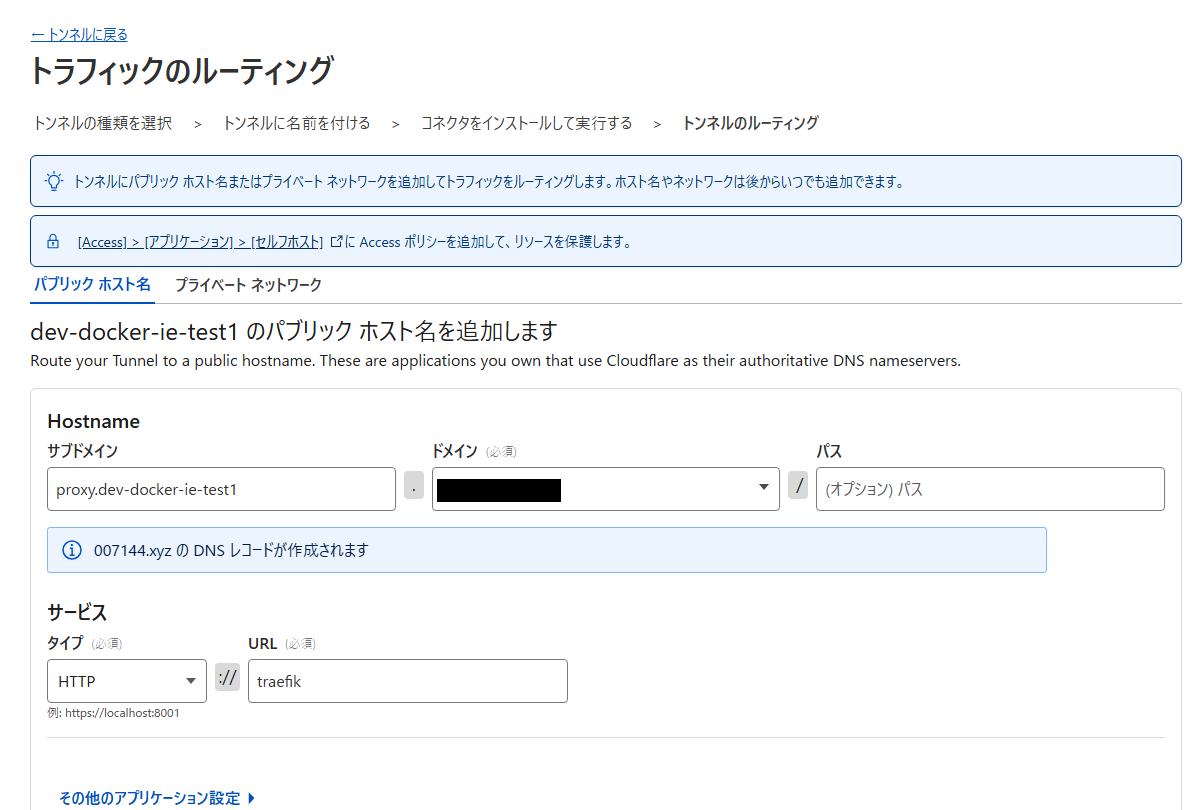 ← トンネルに戻る
トラフィックのルーティング
トンネルの種類を選択 > トンネルに名前を付ける > コネクタをインストールして実行する > トンネルのルーティング
トンネルにパブリック ホスト名またはプライベート ネットワークを追加してトラフィックをルーティングします。ホスト名やネットワークは後からいつでも追加できます。
[Access] > [アプリケーション] > [セルフホスト] に Access ポリシーを追加して、リソースを保護します。
パブリック ホスト名 プライベート ネットワーク
dev-docker-ie-test1 のパブリック ホスト名を追加します
Route your Tunnel to a public hostname. These are applications you own that use Cloudflare as their authoritative DNS nameservers.
Hostname
サブドメイン ドメイン (必須) パス
proxy.dev-docker-ie-test1 . / (オプション) パス
007144.xyz の DNS レコードが作成されます
サービス
タイプ (必須) URL (必須)
HTTP :// traefik
例: https://localhost:8001
その他のアプリケーション設定